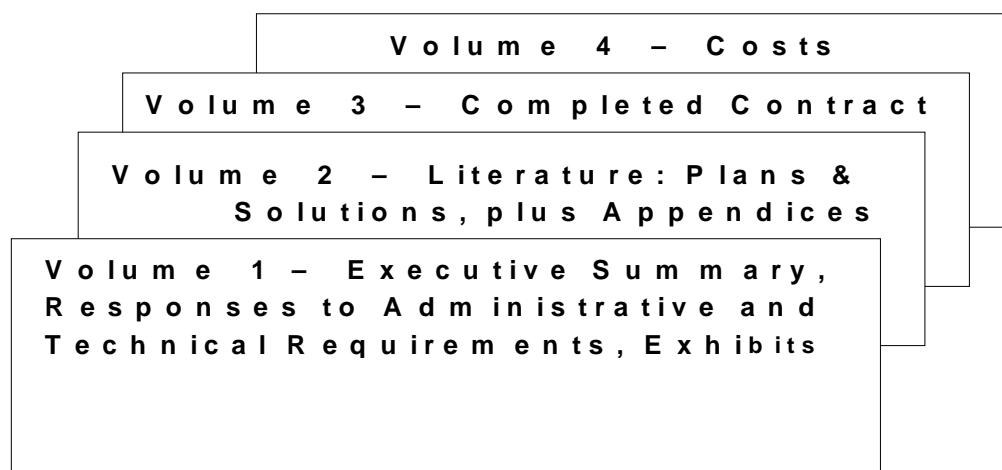 Volume 4 – Costs
Volume 3 – Completed Contract
Volume 2 – Literature: Plans &
Solutions, plus Appendices
Volume 1 – Executive Summary,
Responses to Administrative and
Technical Requirements, Exhibits